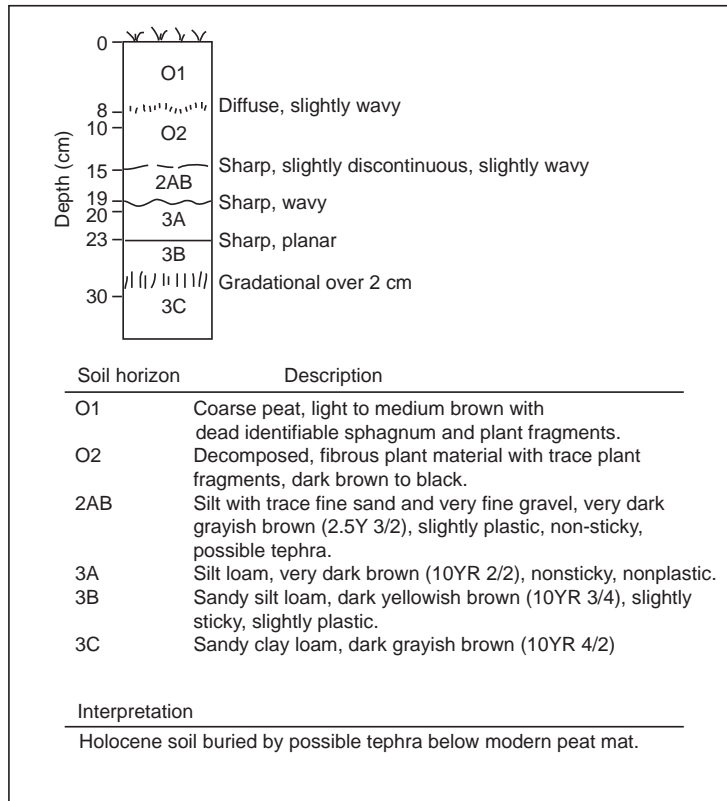 0
O1
8
Diffuse, slightly wavy
10
O2
Depth (cm)
15
Sharp, slightly discontinuous, slightly wavy
2AB
19
Sharp, wavy
20
3A
23
Sharp, planar
3B
Gradational over 2 cm
30
3C
Soil horizon Description
O1 Coarse peat, light to medium brown with
dead identifiable sphagnum and plant fragments.
O2 Decomposed, fibrous plant material with trace plant
fragments, dark brown to black.
2AB Silt with trace fine sand and very fine gravel, very dark
grayish brown (2.5Y 3/2), slightly plastic, non-sticky,
possible tephra.
3A Silt loam, very dark brown (10YR 2/2), nonsticky, nonplastic.
3B Sandy silt loam, dark yellowish brown (10YR 3/4), slightly
sticky, slightly plastic.
3C Sandy clay loam, dark grayish brown (10YR 4/2)
Interpretation
Holocene soil buried by possible tephra below modern peat mat.